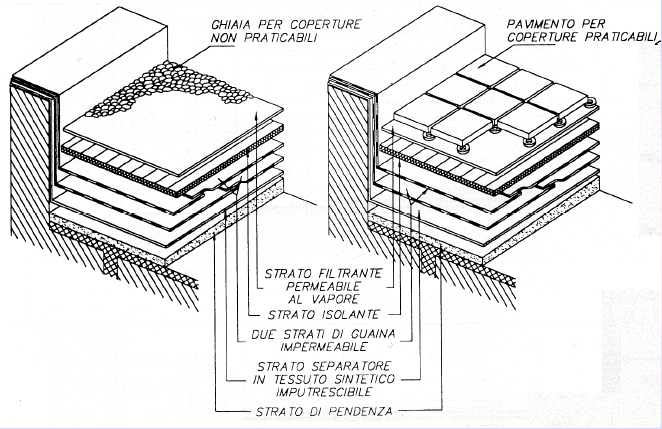 GHIAIA PER COPERTURE
NON PRATICABILI
PAVIMENTO PER
COPERTURE PRATICABILI
STRATO FILTRANTE
PERMEABILE
AL VAPORE
STRATO ISOLANTE
DUE STRATI DI GUAINA
IMPERMEABILE
STRATO SEPARATORE
IN TESSUTO SINTETICO
IMPUTRESCIBILE
STRATO DI PENDENZA